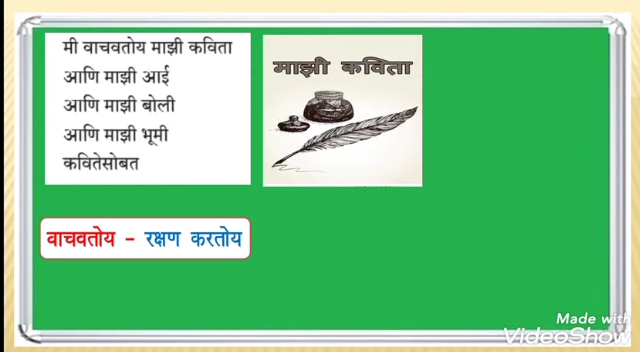 मी वाचवतोय माझी कविता
आणि माझी आई
आणि माझी बोली
आणि माझी भूमी
कवितेसोबत
माझी कविता
वाचवतोय - रक्षण करतोय
Made with
VideoShow